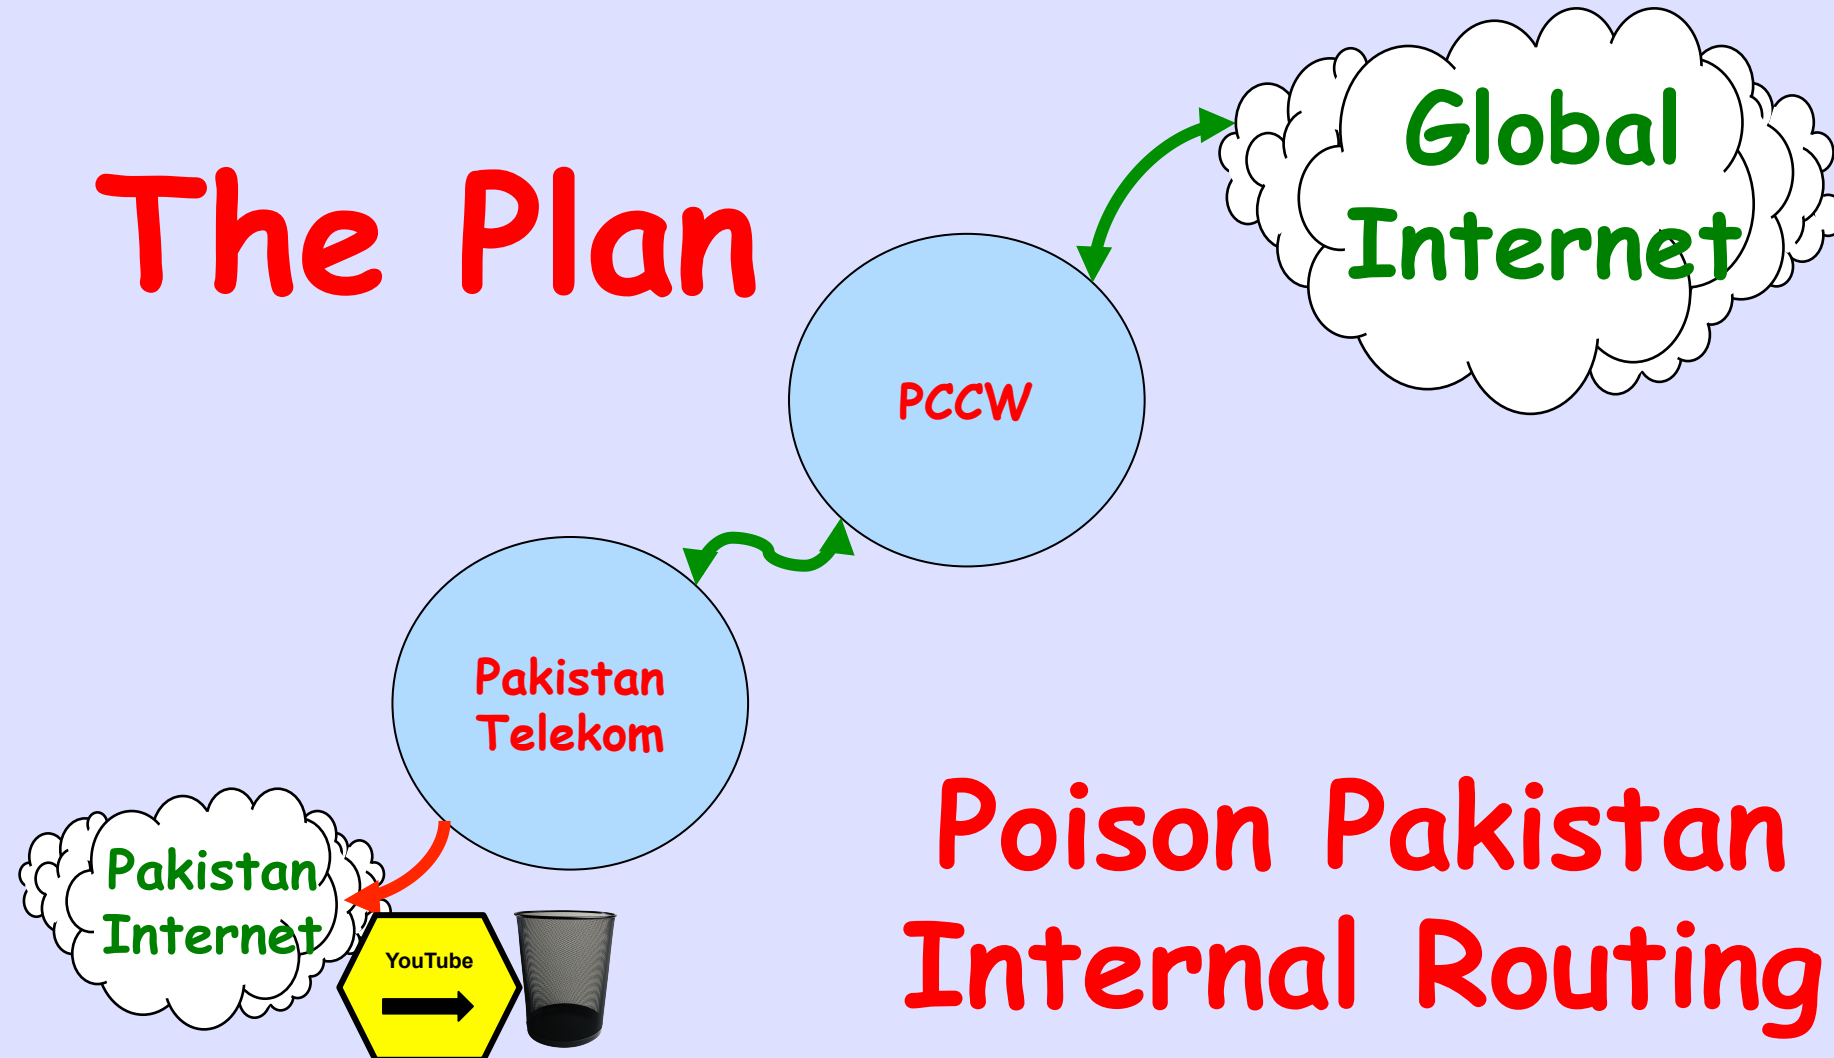 Global
Internet
The Plan
PCCW
Pakistan
Telekom
Pakistan
Internet
YouTube
Poison Pakistan
Internal Routing